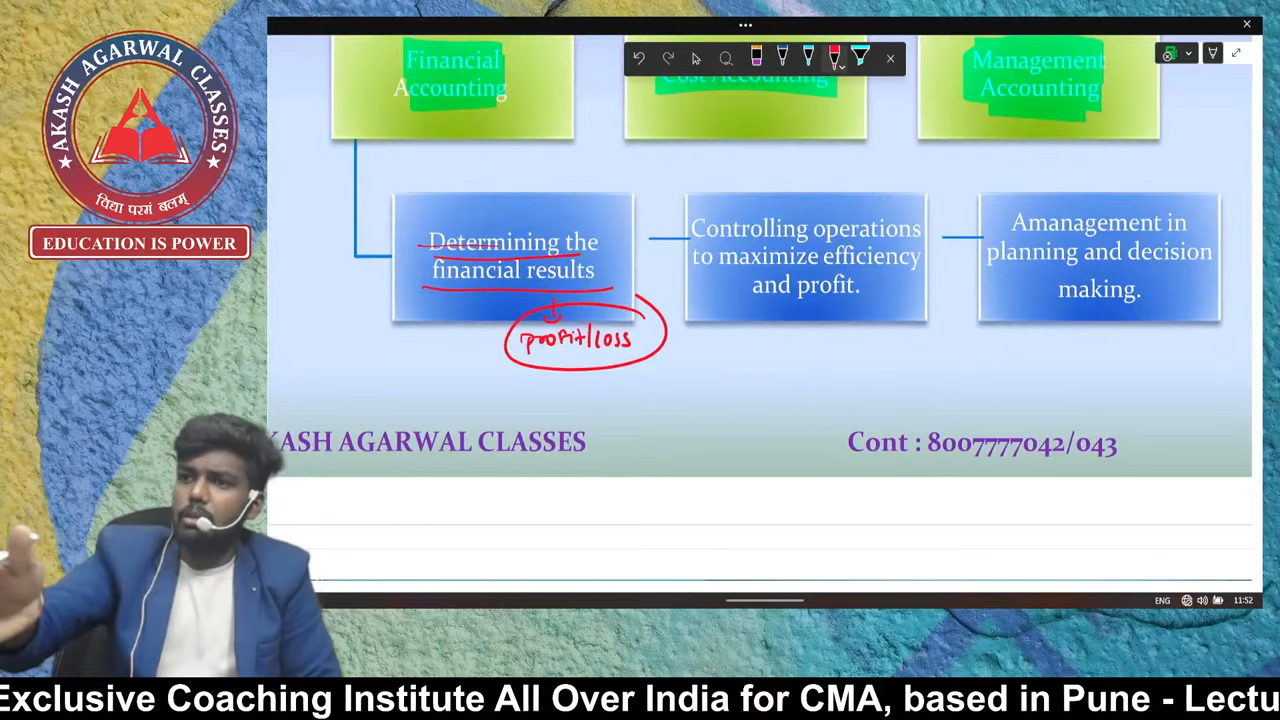 AKASH AGARWAL CLASSES
विद्या परमं बलम्
EDUCATION IS POWER
Financial
Accounting
Cost Accounting
Management
Accounting
Determining the
financial results
profit/loss
Controlling operations
to maximize efficiency
and profit.
Amanagement in
planning and decision
making.
KASH AGARWAL CLASSES
Cont : 8007777042/043
ENG
11:52
Exclusive Coaching Institute All Over India for CMA, based in Pune - Lectu